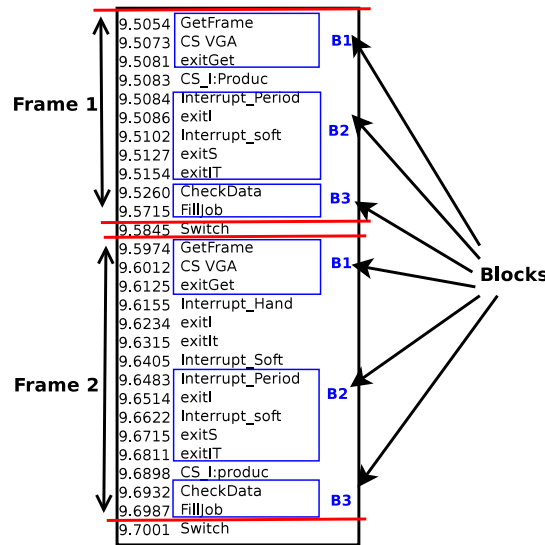 9.5054 GetFrame
9.5073 CS VGA
B1
9.5081 exitGet
9.5083 CS_I:Produc
Frame 1
9.5084 Interrupt_Period
9.5086 exitI
9.5102 Interrupt_soft
B2
9.5127 exitS
9.5154 exitIT
9.5260 CheckData
B3
9.5715 FillJob
9.5845 Switch
9.5974 GetFrame
9.6012 CS VGA
B1
Blocks
9.6125 exitGet
9.6155 Interrupt_Hand
9.6234 exitI
9.6315 exitIt
9.6405 Interrupt_Soft
Frame 2
9.6483 Interrupt_Period
9.6514 exitI
B2
9.6622 Interrupt_soft
9.6715 exitS
9.6811 exitIT
9.6898 CS_I:produc
9.6932 CheckData
B3
9.6987 FillJob
9.7001 Switch